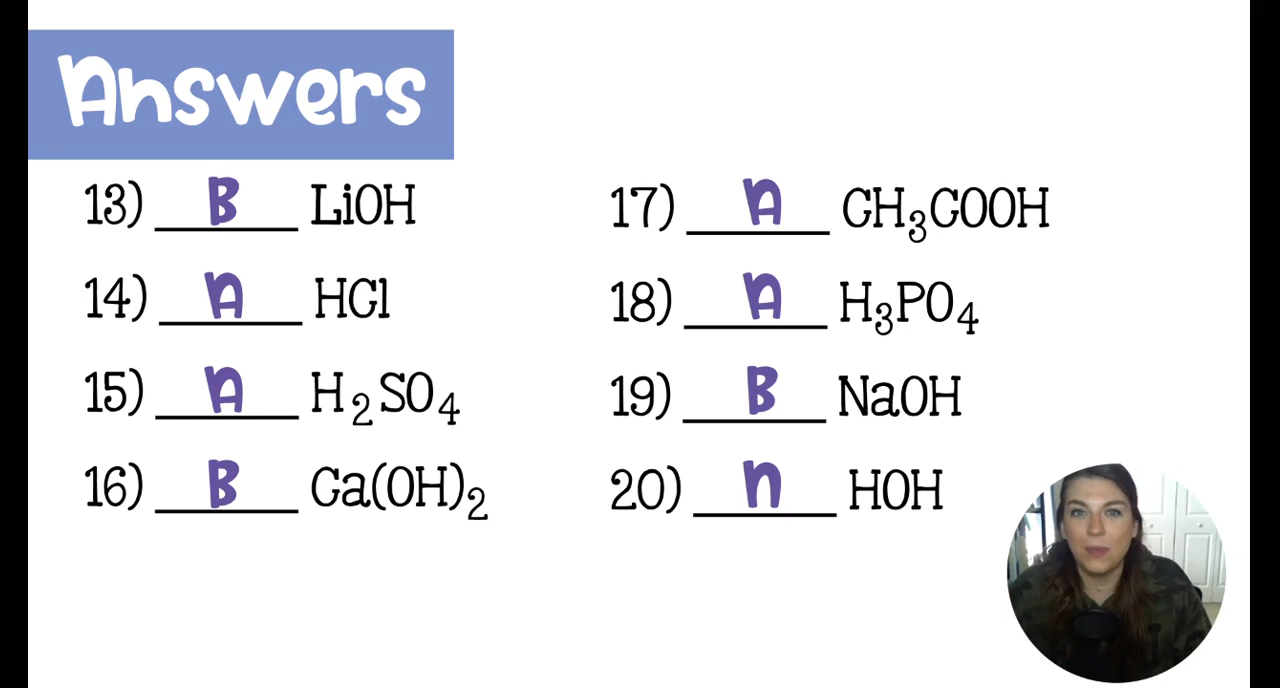 Answers
13) B LiOH
14) A HCl
15) A H₂SO₄
16) B Ca(OH)₂
17) A CH₃COOH
18) A H₃PO₄
19) B NaOH
20) N HOH